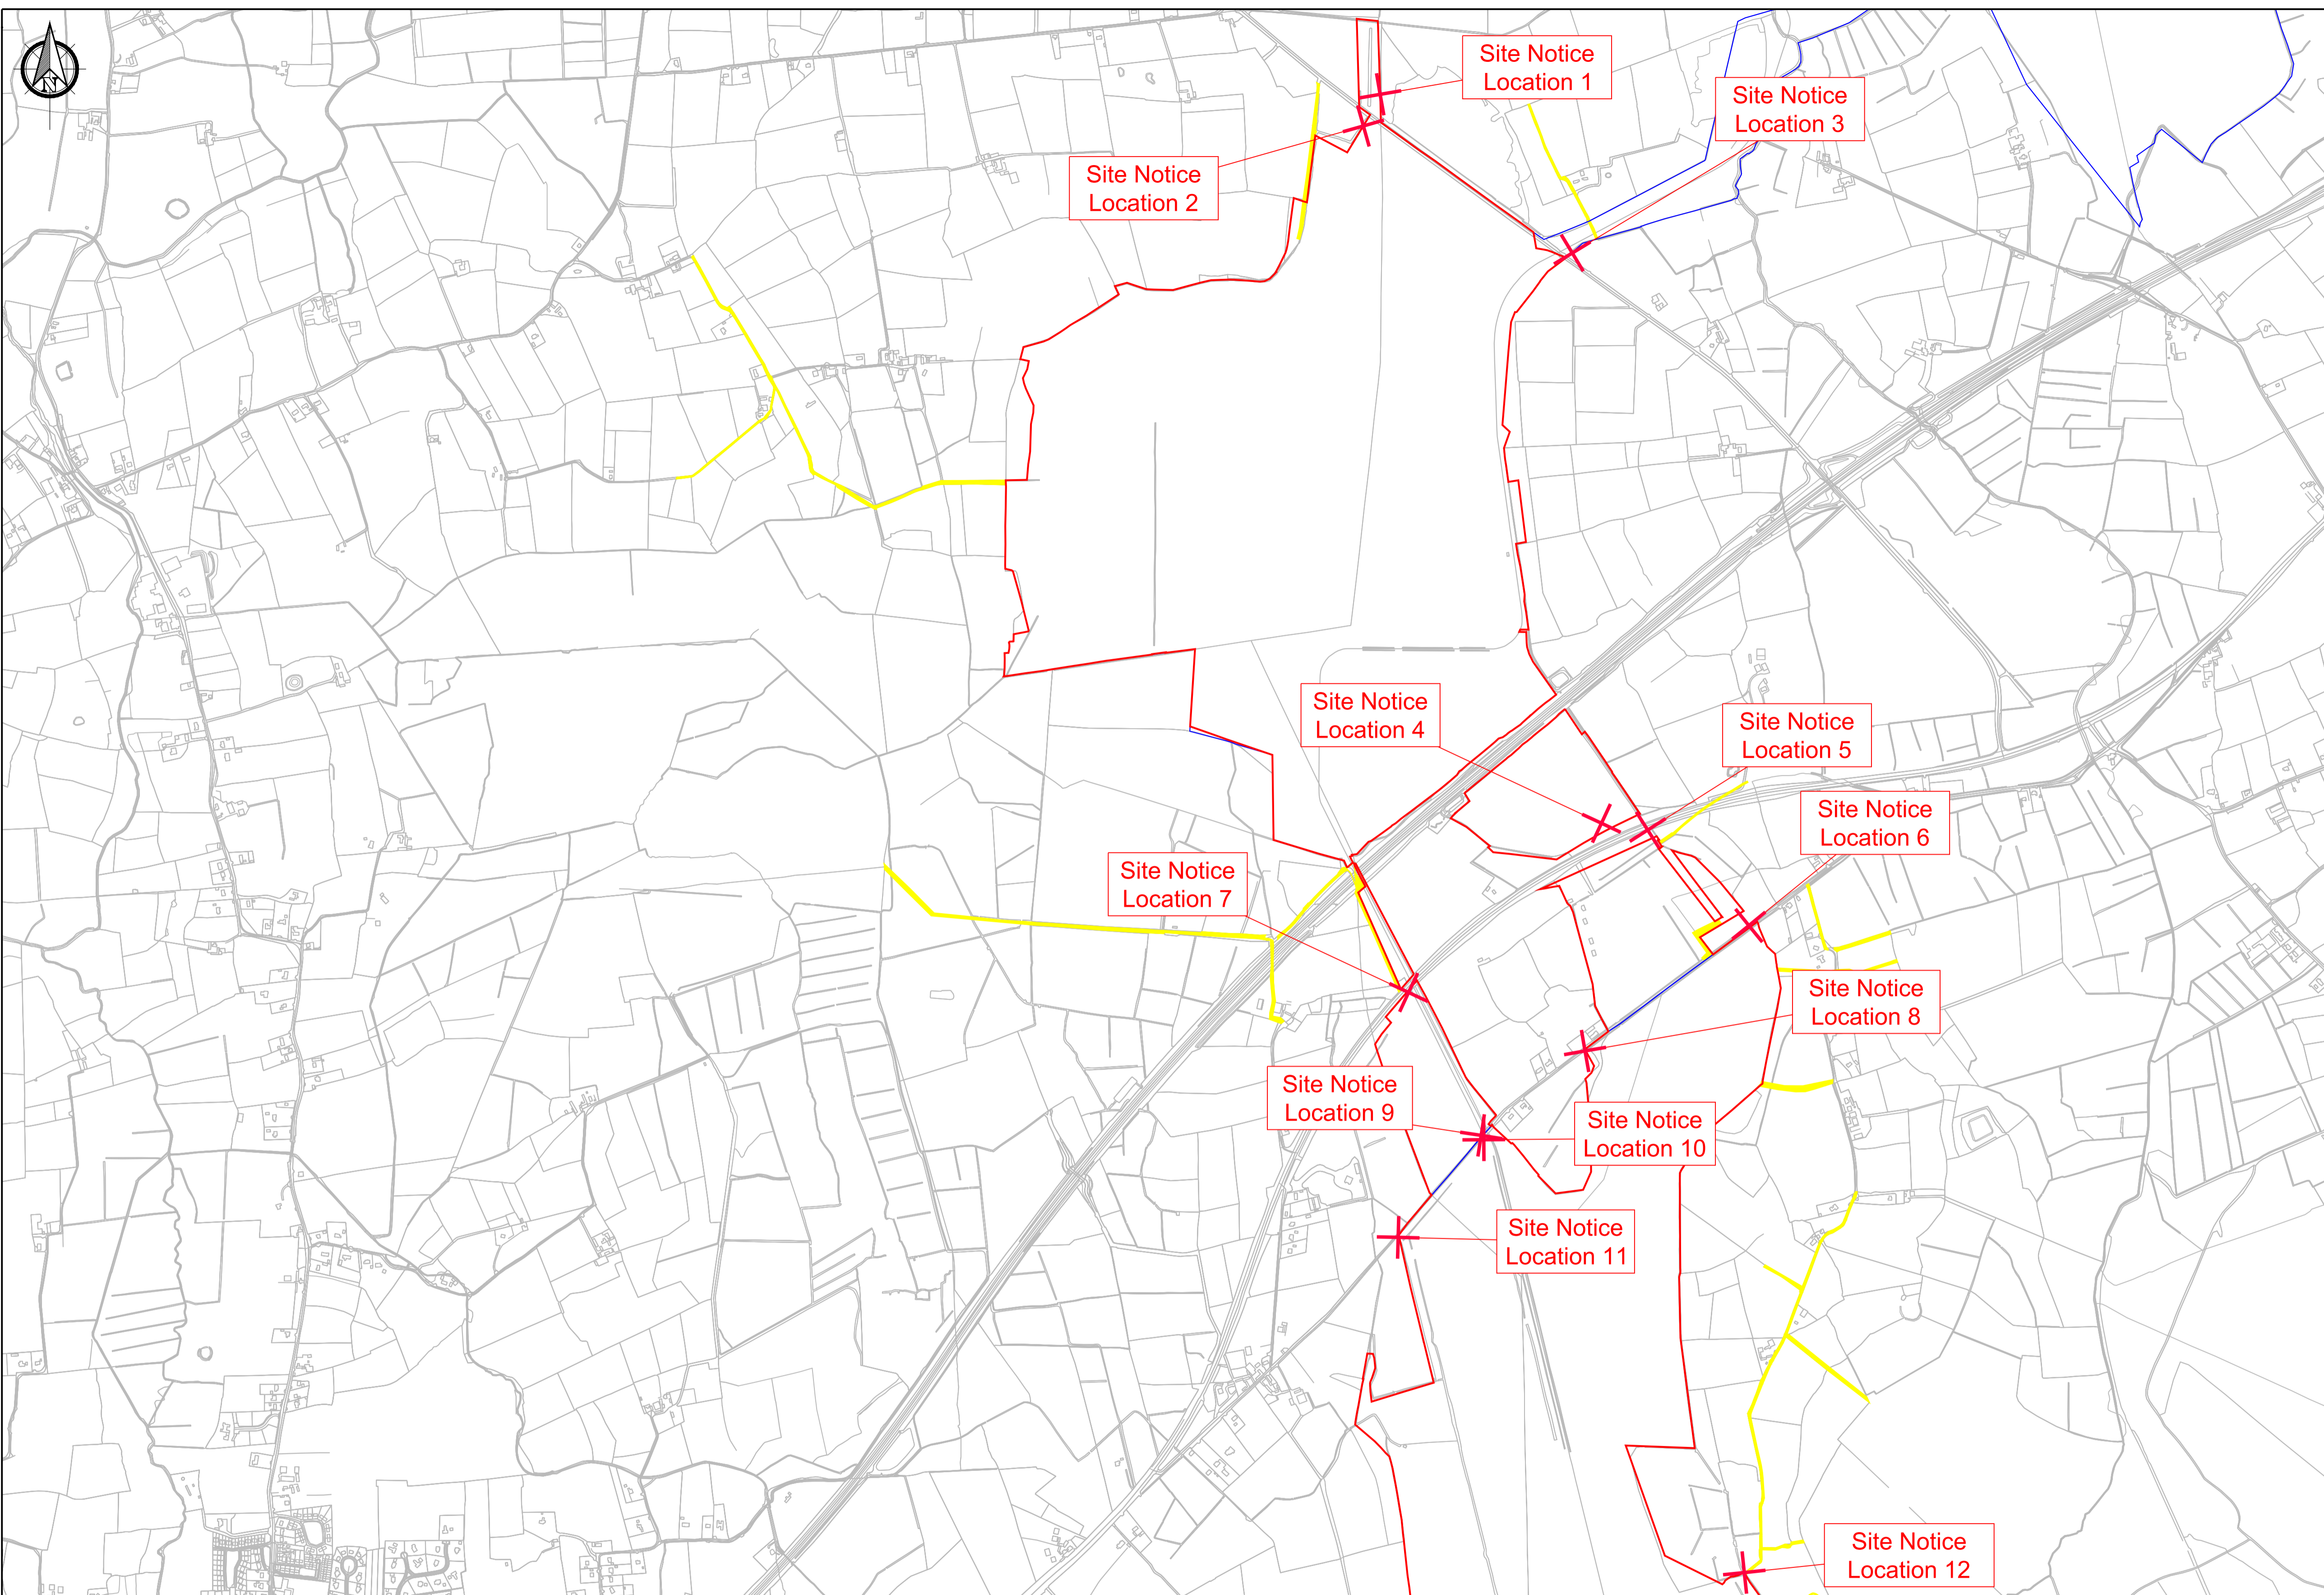 N
Site Notice
Location 1
Site Notice
Location 3
Site Notice
Location 2
Site Notice
Location 4
Site Notice
Location 5
Site Notice
Location 6
Site Notice
Location 7
Site Notice
Location 8
Site Notice
Location 9
Site Notice
Location 10
Site Notice
Location 11
Site Notice
Location 12